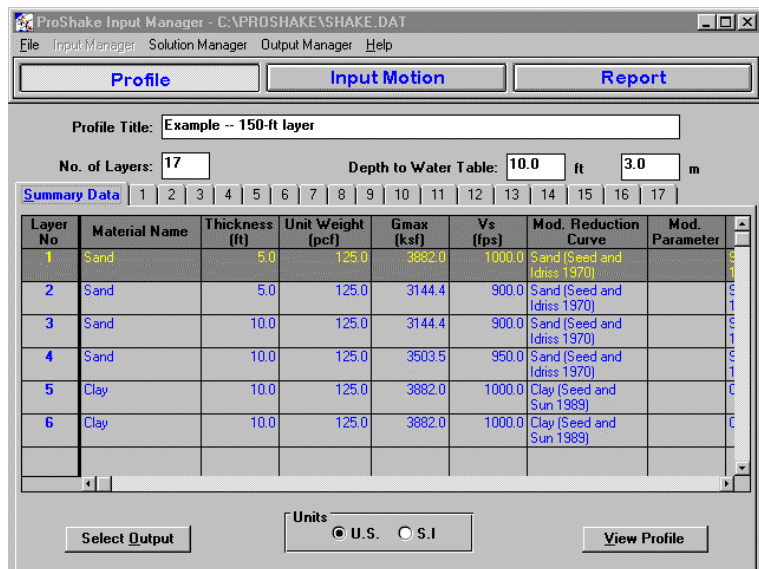 ProShake Input Manager - C:\PROSHAKE\SHAKE.DAT
File Input Manager Solution Manager Output Manager Help
Profile Input Motion Report
Profile Title: Example -- 150-ft layer
No. of Layers: 17 Depth to Water Table: 10.0 ft 3.0 m
Summary Data 1 2 3 4 5 6 7 8 9 10 11 12 13 14 15 16 17
Layer No Material Name Thickness (ft) Unit Weight (pcf) Gmax (ksf) Vs (fps) Mod. Reduction Curve Mod. Parameter
1 Sand 5.0 125.0 3882.0 1000.0 Sand (Seed and Idriss 1970)
2 Sand 5.0 125.0 3144.4 900.0 Sand (Seed and Idriss 1970)
3 Sand 10.0 125.0 3144.4 900.0 Sand (Seed and Idriss 1970)
4 Sand 10.0 125.0 3503.5 950.0 Sand (Seed and Idriss 1970)
5 Clay 10.0 125.0 3882.0 1000.0 Clay (Seed and Sun 1989)
6 Clay 10.0 125.0 3882.0 1000.0 Clay (Seed and Sun 1989)
Units
Select Output U.S. S.I View Profile